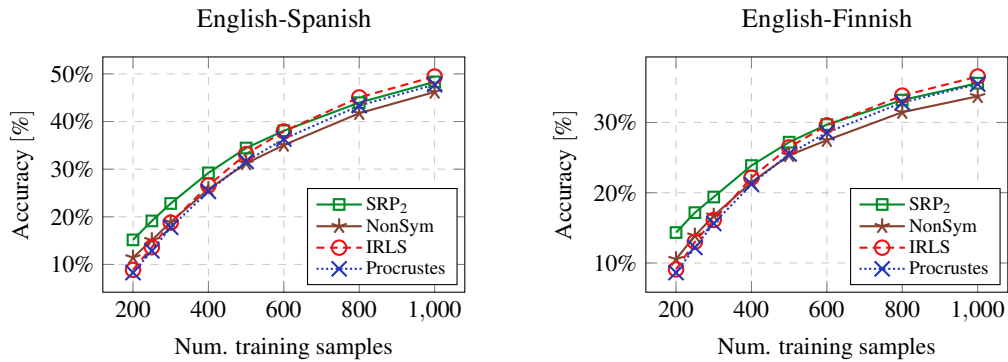 English-Spanish
50%
40%
30%
20%
10%
Accuracy [%]
SRP₂
NonSym
IRLS
Procrustes
200 400 600 800 1,000
Num. training samples
English-Finnish
30%
20%
10%
Accuracy [%]
SRP₂
NonSym
IRLS
Procrustes
200 400 600 800 1,000
Num. training samples